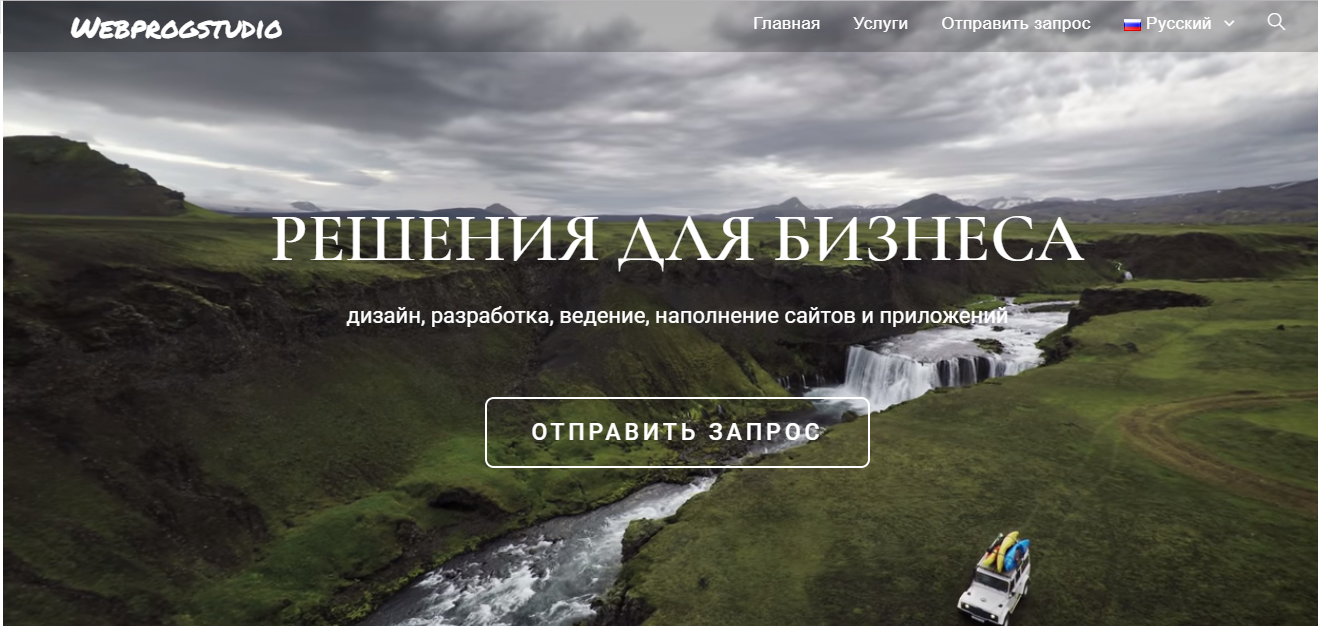 Webprogstudio
Главная Услуги Отправить запрос Русский
РЕШЕНИЯ ДЛЯ БИЗНЕСА
дизайн, разработка, ведение, наполнение сайтов и приложений
ОТПРАВИТЬ ЗАПРОС